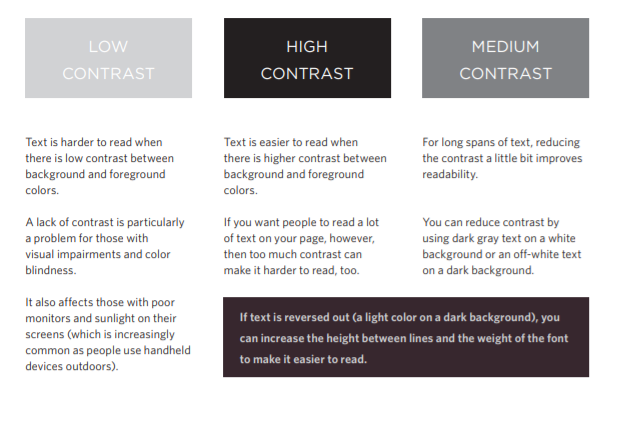 LOW
CONTRAST
Text is harder to read when
there is low contrast between
background and foreground
colors.
A lack of contrast is particularly
a problem for those with
visual impairments and color
blindness.
It also affects those with poor
monitors and sunlight on their
screens (which is increasingly
common as people use handheld
devices outdoors).
HIGH
CONTRAST
Text is easier to read when
there is higher contrast between
background and foreground
colors.
If you want people to read a lot
of text on your page, however,
then too much contrast can
make it harder to read, too.
MEDIUM
CONTRAST
For long spans of text, reducing
the contrast a little bit improves
readability.
You can reduce contrast by
using dark gray text on a white
background or an off-white text
on a dark background.
If text is reversed out (a light color on a dark background), you
can increase the height between lines and the weight of the font
to make it easier to read.